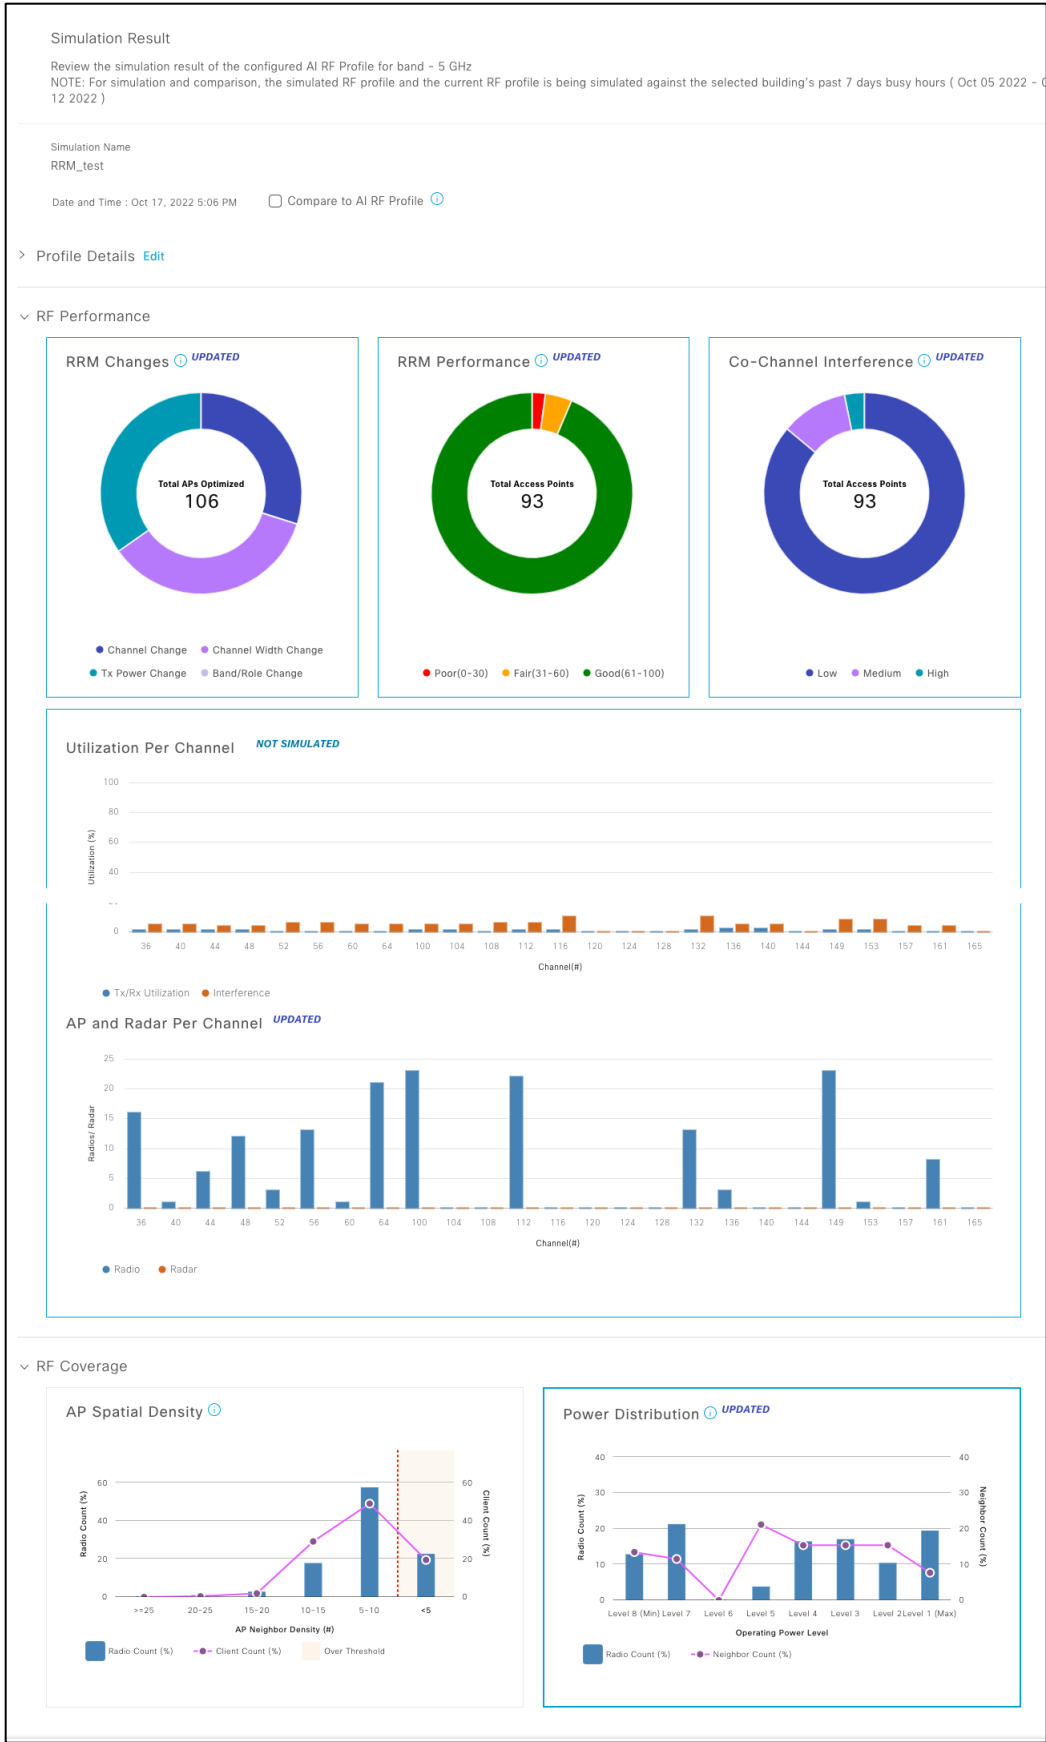 Simulation Result
Review the simulation result of the configured AI RF Profile for band - 5 GHz
NOTE: For simulation and comparison, the simulated RF profile and the current RF profile is being simulated against the selected building's past 7 days busy hours ( Oct 05 2022 -
12 2022 )
Simulation Name
RRM_test
Date and Time : Oct 17, 2022 5:06 PM
Compare to AI RF Profile
Profile Details Edit
RF Performance
RRM Changes UPDATED
Total APs Optimized
106
Channel Change
Channel Width Change
Tx Power Change
Band/Role Change
RRM Performance UPDATED
Total Access Points
93
Poor(0-30) Fair(31-60) Good(61-100)
Co-Channel Interference UPDATED
Total Access Points
93
Low Medium High
Utilization Per Channel NOT SIMULATED
Utilization (%)
100
80
60
40
0
36 40 44 48 52 56 60 64 100 104 108 112 116 120 124 128 132 136 140 144 149 153 157 161 165
Channel(#)
Tx/Rx Utilization Interference
AP and Radar Per Channel UPDATED
Radios/ Radar
25
20
15
10
5
0
36 40 44 48 52 56 60 64 100 104 108 112 116 120 124 128 132 136 140 144 149 153 157 161 165
Channel(#)
Radio Radar
RF Coverage
AP Spatial Density
Radio Count (%)
60
40
20
0
60
40
20
0
Client Count (%)
>=25 20-25 15-20 10-15 5-10 <5
AP Neighbor Density (#)
Radio Count (%) Client Count (%) Over Threshold
Power Distribution UPDATED
Radio Count (%)
40
30
20
10
0
40
30
20
10
0
Neighbor Count (%)
Level 8 (Min) Level 7 Level 6 Level 5 Level 4 Level 3 Level 2 Level 1 (Max)
Operating Power Level
Radio Count (%) Neighbor Count (%)